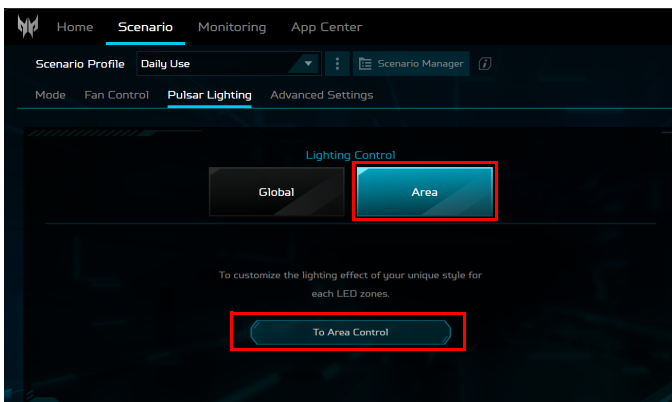 Home Scenario Monitoring App Center
Scenario Profile Daily Use Scenario Manager i
Mode Fan Control Pulsar Lighting Advanced Settings
Lighting Control
Global Area
To customize the lighting effect of your unique style for
each LED zones.
To Area Control